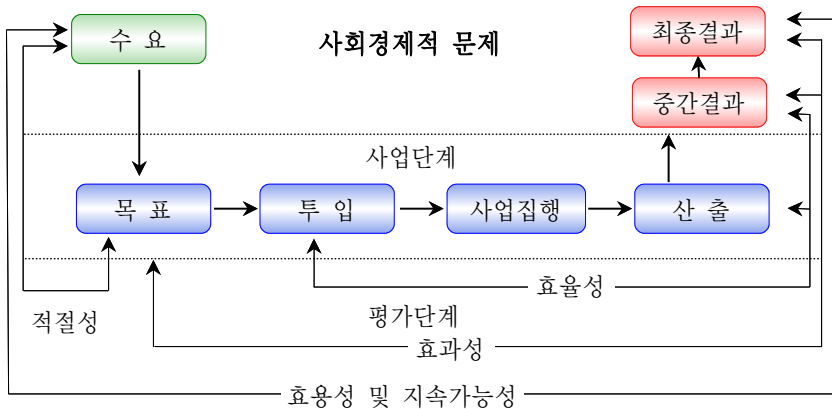 수 요
사회경제적 문제
최종결과
중간결과
사업단계
목 표
투 입
사업집행
산 출
효율성
적절성
평가단계
효과성
효용성 및 지속가능성